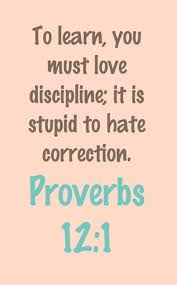 To learn, you
must love
discipline; it is
stupid to hate
correction.
Proverbs
12:1